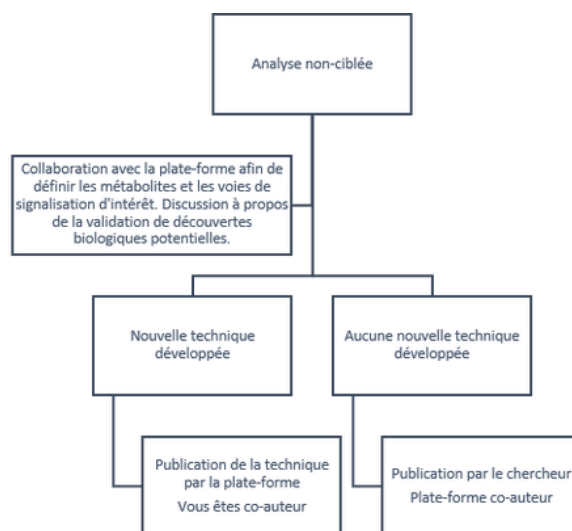 Analyse non-ciblée
Collaboration avec la plate-forme afin de
définir les métabolites et les voies de
signalisation d'intérêt. Discussion à propos
de la validation de découvertes
biologiques potentielles.
Nouvelle technique
développée
Aucune nouvelle technique
développée
Publication de la technique
par la plate-forme
Vous êtes co-auteur
Publication par le chercheur
Plate-forme co-auteur